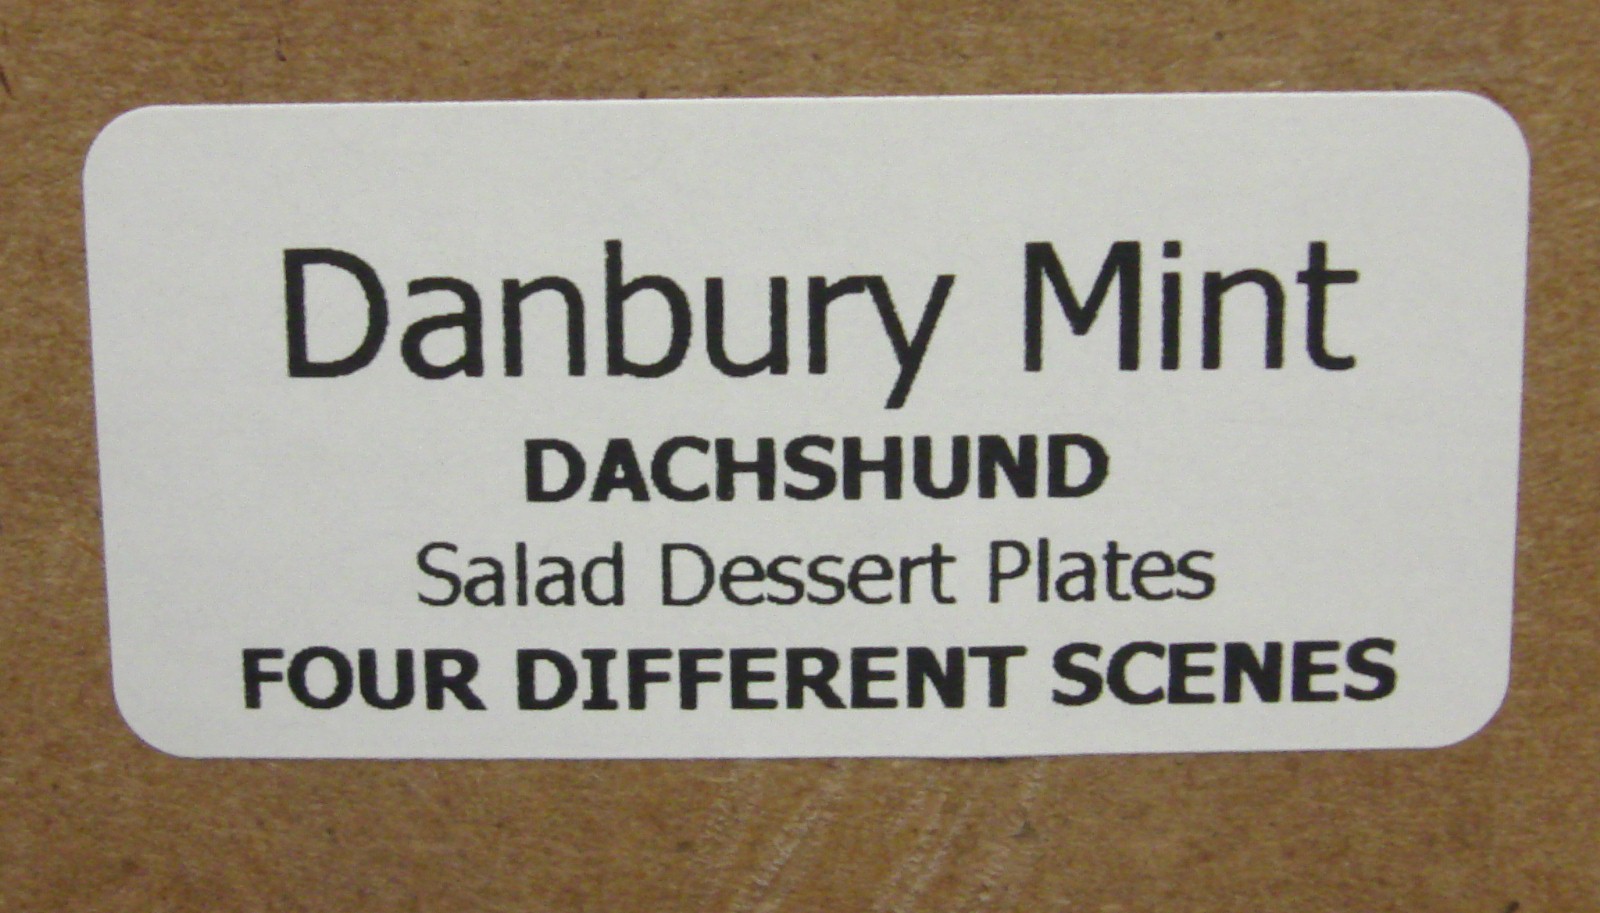 Danbury Mint
DACHSHUND
Salad Dessert Plates
FOUR DIFFERENT SCENES